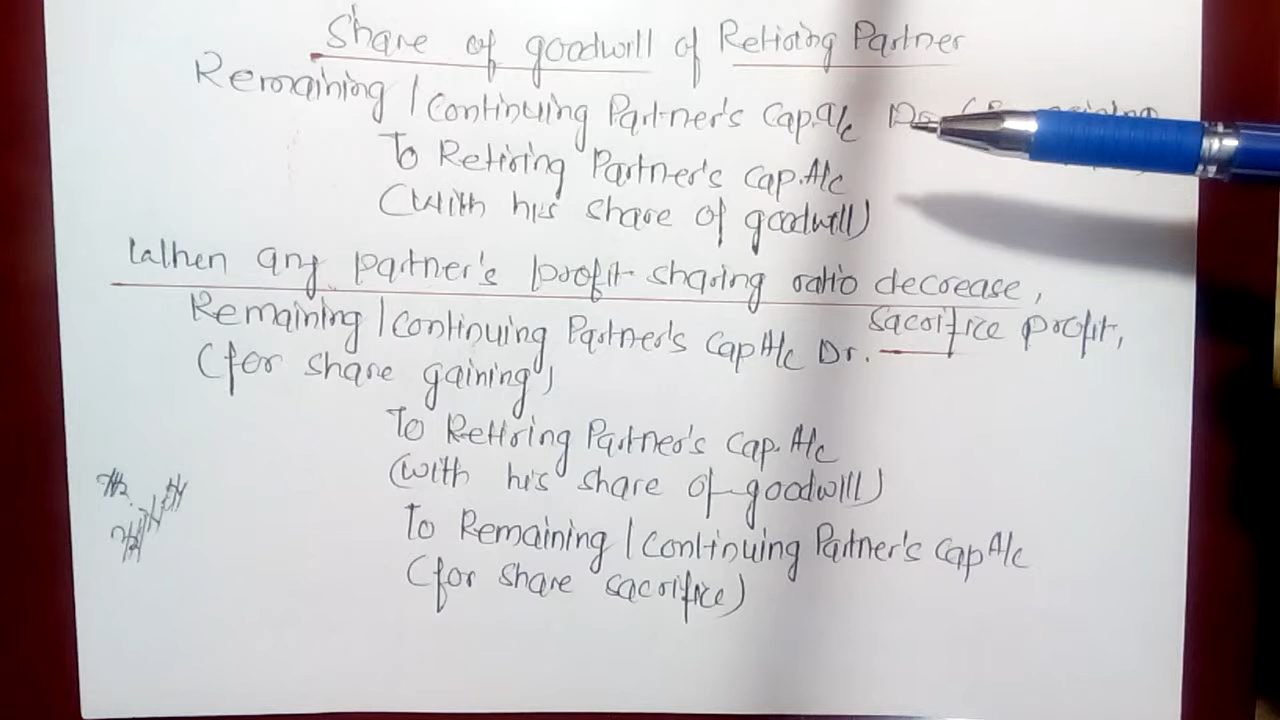 Share of goodwill of Retiring Partner
Remaining / Continuing Partner's Cap.A/c Dr.
To Retiring Partner's Cap.A/c
(With his share of goodwill)
When any partner's profit sharing ratio decrease,
sacrifice profit,
Remaining / Continuing Partner's Cap A/c Dr.
(for share gaining)
To Retiring Partner's Cap. A/c
(with his share of goodwill)
To Remaining / Continuing Partner's Cap A/c
(for share sacrifice)